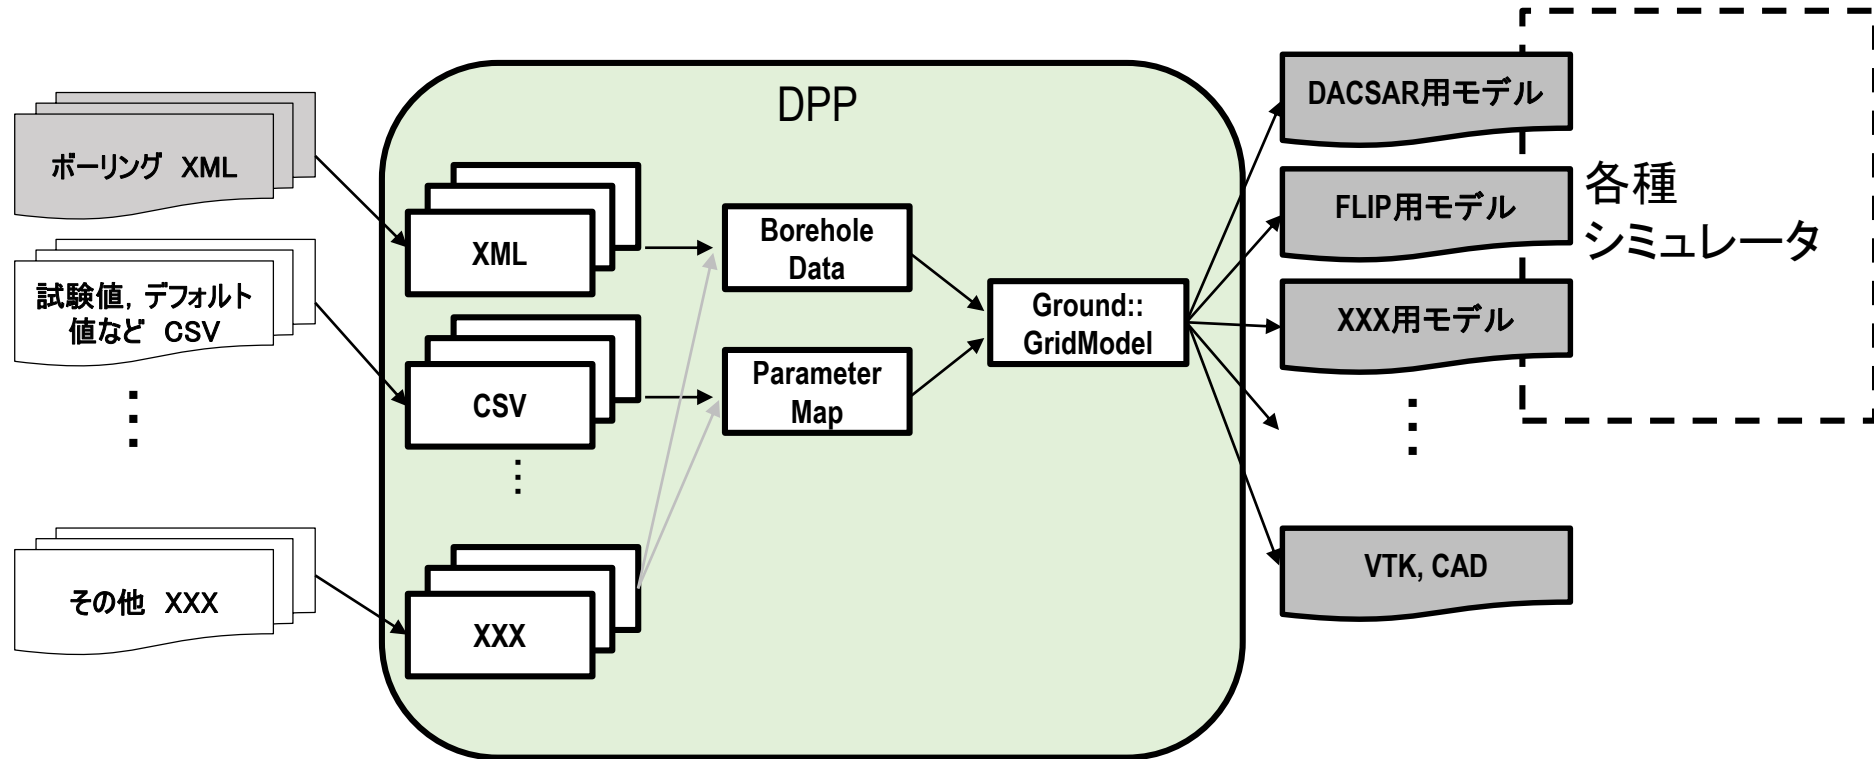 DPP
ボーリング XML
試験値，デフォルト
値など CSV
⋮
その他 XXX
XML
CSV
⋮
XXX
Borehole
Data
Parameter
Map
Ground::
GridModel
DACSAR用モデル
FLIP用モデル
XXX用モデル
⋮
VTK, CAD
各種
シミュレータ